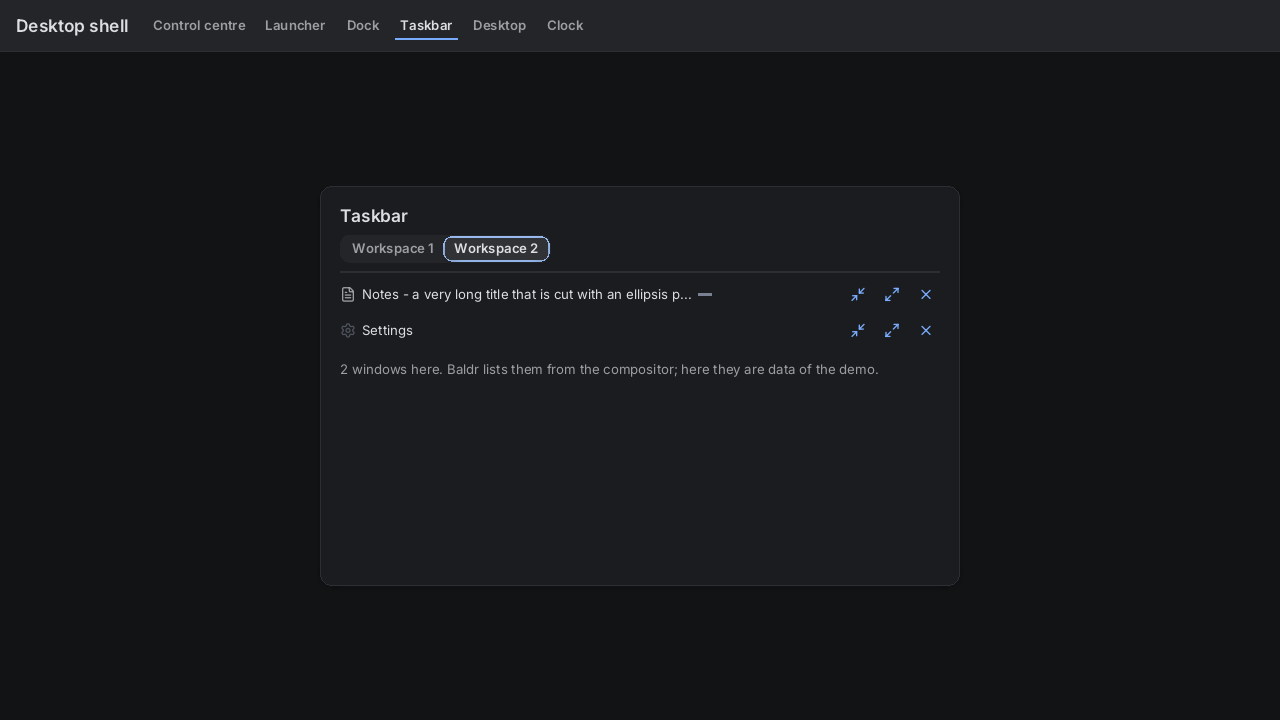 Desktop shell Control centre Launcher Dock Taskbar Desktop Clock
Taskbar
Workspace 1 Workspace 2
Notes - a very long title that is cut with an ellipsis p...
Settings
2 windows here. Baldr lists them from the compositor; here they are data of the demo.